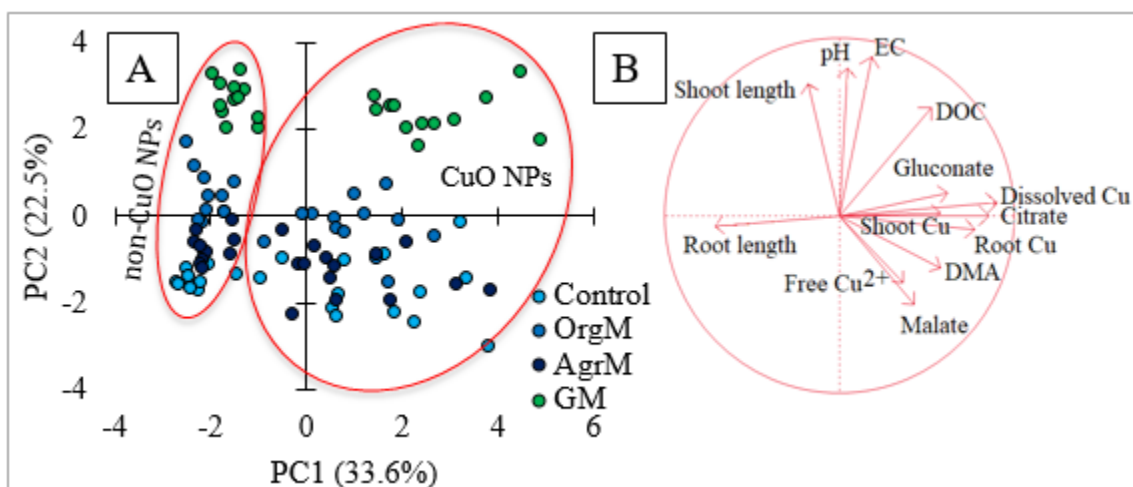 A
B
4
2
0
-2
-4
PC2 (22.5%)
non-CuO NPs
CuO NPs
Control
OrgM
AgrM
GM
-4
-2
0
2
4
6
PC1 (33.6%)
pH
EC
Shoot length
DOC
Gluconate
Dissolved Cu
Citrate
Shoot Cu
Root Cu
Root length
DMA
Free Cu2+
Malate